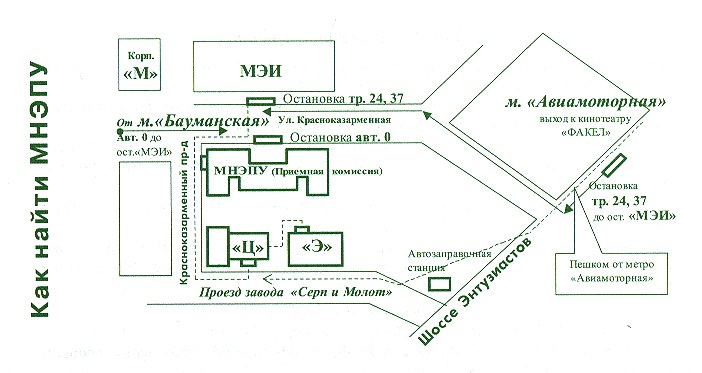 Как найти МНЭПУ
Корп.
«М»
МЭИ
Остановка тр. 24, 37
От м.«Бауманская»
Ул. Красноказарменная
Авт. 0 до
ост.«МЭИ»
Остановка авт. 0
м. «Авиамоторная»
выход к кинотеатру
«ФАКЕЛ»
Красноказарменный пр-д
МНЭПУ (Приемная комиссия)
Остановка
тр. 24, 37
до ост. «МЭИ»
«Ц»
«Э»
Автозаправочная
станция
Пешком от метро
«Авиамоторная»
Проезд завода «Серп и Молот»
Шоссе Энтузиастов